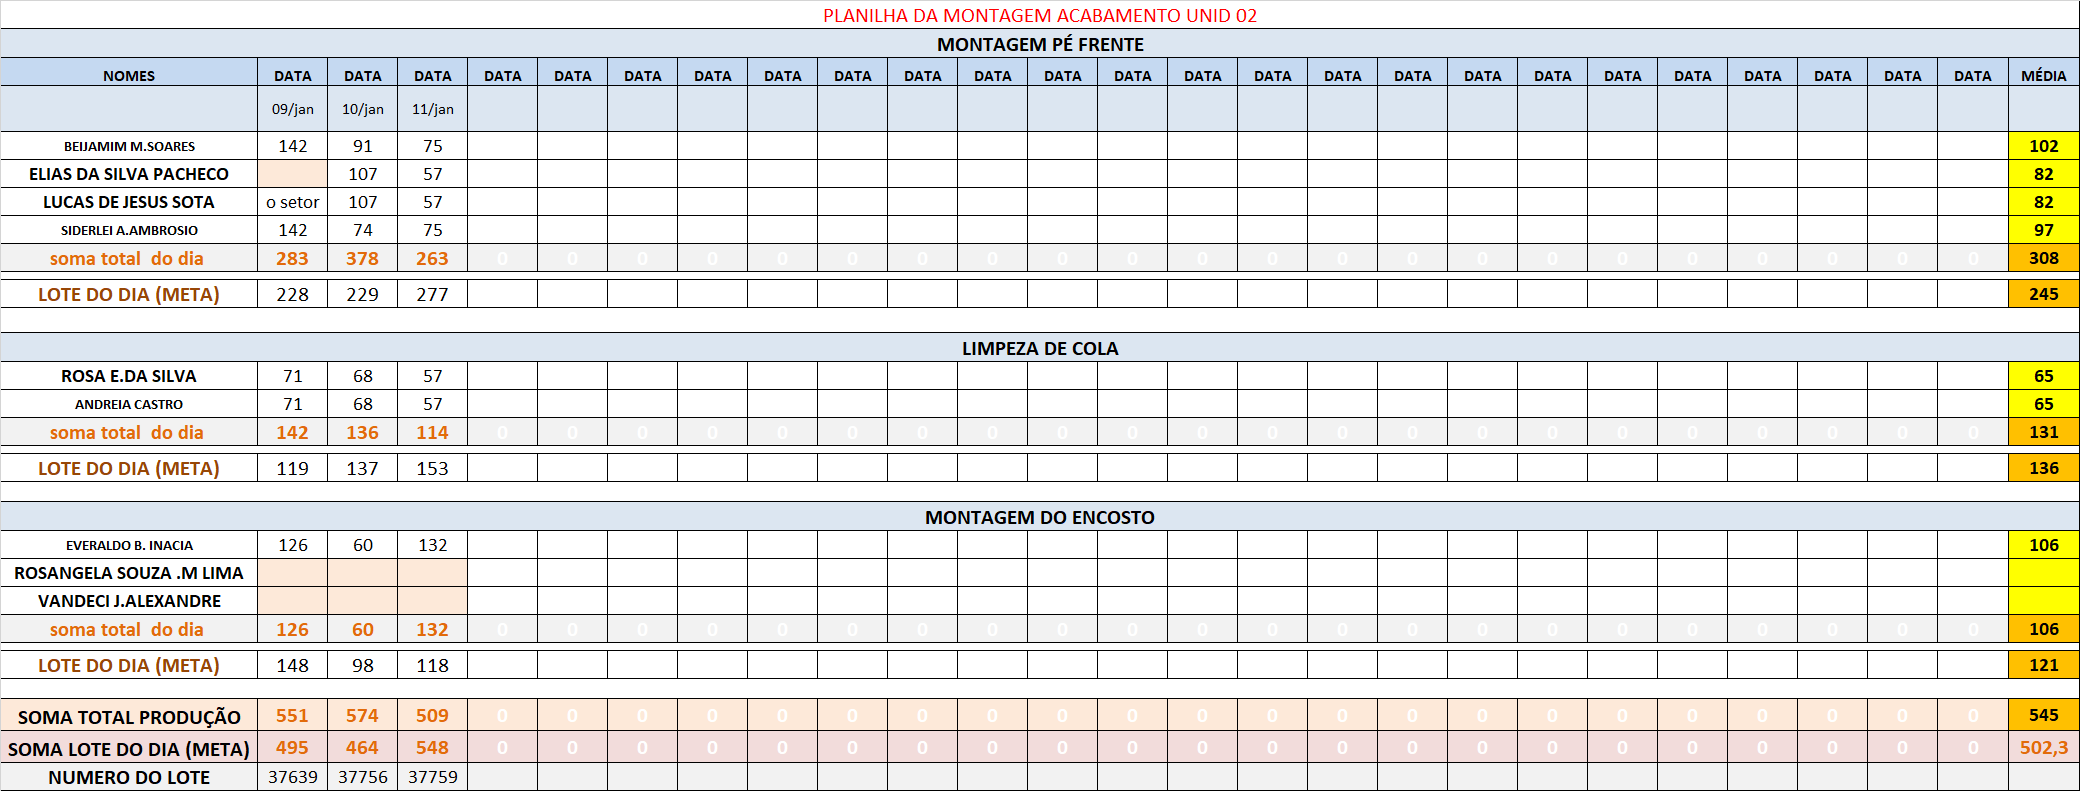 PLANILHA DA MONTAGEM ACABAMENTO UNID 02
MONTAGEM PÉ FRENTE
NOMES DATA DATA DATA DATA DATA DATA DATA DATA DATA DATA DATA DATA DATA DATA DATA DATA DATA DATA DATA DATA DATA DATA DATA DATA DATA MÉDIA
09/jan 10/jan 11/jan
BEIJAMIM M.SOARES 142 91 75 102
ELIAS DA SILVA PACHECO 107 57 82
LUCAS DE JESUS SOTA o setor 107 57 82
SIDERLEI A.AMBROSIO 142 74 75 97
soma total do dia 283 378 263 0 0 0 0 0 0 0 0 0 0 0 0 0 0 0 0 0 0 0 0 0 0 308
LOTE DO DIA (META) 228 229 277 245
LIMPEZA DE COLA
ROSA E.DA SILVA 71 68 57 65
ANDREIA CASTRO 71 68 57 65
soma total do dia 142 136 114 0 0 0 0 0 0 0 0 0 0 0 0 0 0 0 0 0 0 0 0 0 0 131
LOTE DO DIA (META) 119 137 153 136
MONTAGEM DO ENCOSTO
EVERALDO B. INACIA 126 60 132 106
ROSANGELA SOUZA .M LIMA
VANDECI J.ALEXANDRE
soma total do dia 126 60 132 0 0 0 0 0 0 0 0 0 0 0 0 0 0 0 0 0 0 0 0 0 0 106
LOTE DO DIA (META) 148 98 118 121
SOMA TOTAL PRODUÇÃO 551 574 509 0 0 0 0 0 0 0 0 0 0 0 0 0 0 0 0 0 0 0 0 0 0 545
SOMA LOTE DO DIA (META) 495 464 548 0 0 0 0 0 0 0 0 0 0 0 0 0 0 0 0 0 0 0 0 0 0 502,3
NUMERO DO LOTE 37639 37756 37759